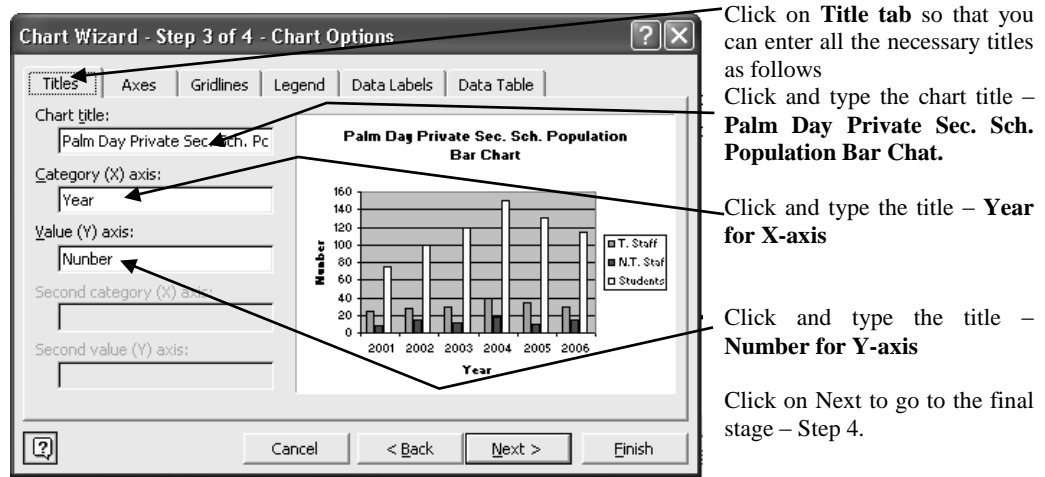 Chart Wizard - Step 3 of 4 - Chart Options
Titles Axes Gridlines Legend Data Labels Data Table
Chart title:
Palm Day Private Sec. Sch. Pc
Category (X) axis:
Year
Value (Y) axis:
Nunber
Second category (X) axis:
Second value (Y) axis:
Palm Day Private Sec. Sch. Population
Bar Chart
160
140
120
100
80
60
40
20
0
Nunber
2001 2002 2003 2004 2005 2006
Year
T. Staff
N.T. Staf
Students
Cancel < Back Next > Finish
Click on Title tab so that you
can enter all the necessary titles
as follows
Click and type the chart title –
Palm Day Private Sec. Sch.
Population Bar Chat.
Click and type the title – Year
for X-axis
Click and type the title –
Number for Y-axis
Click on Next to go to the final
stage – Step 4.